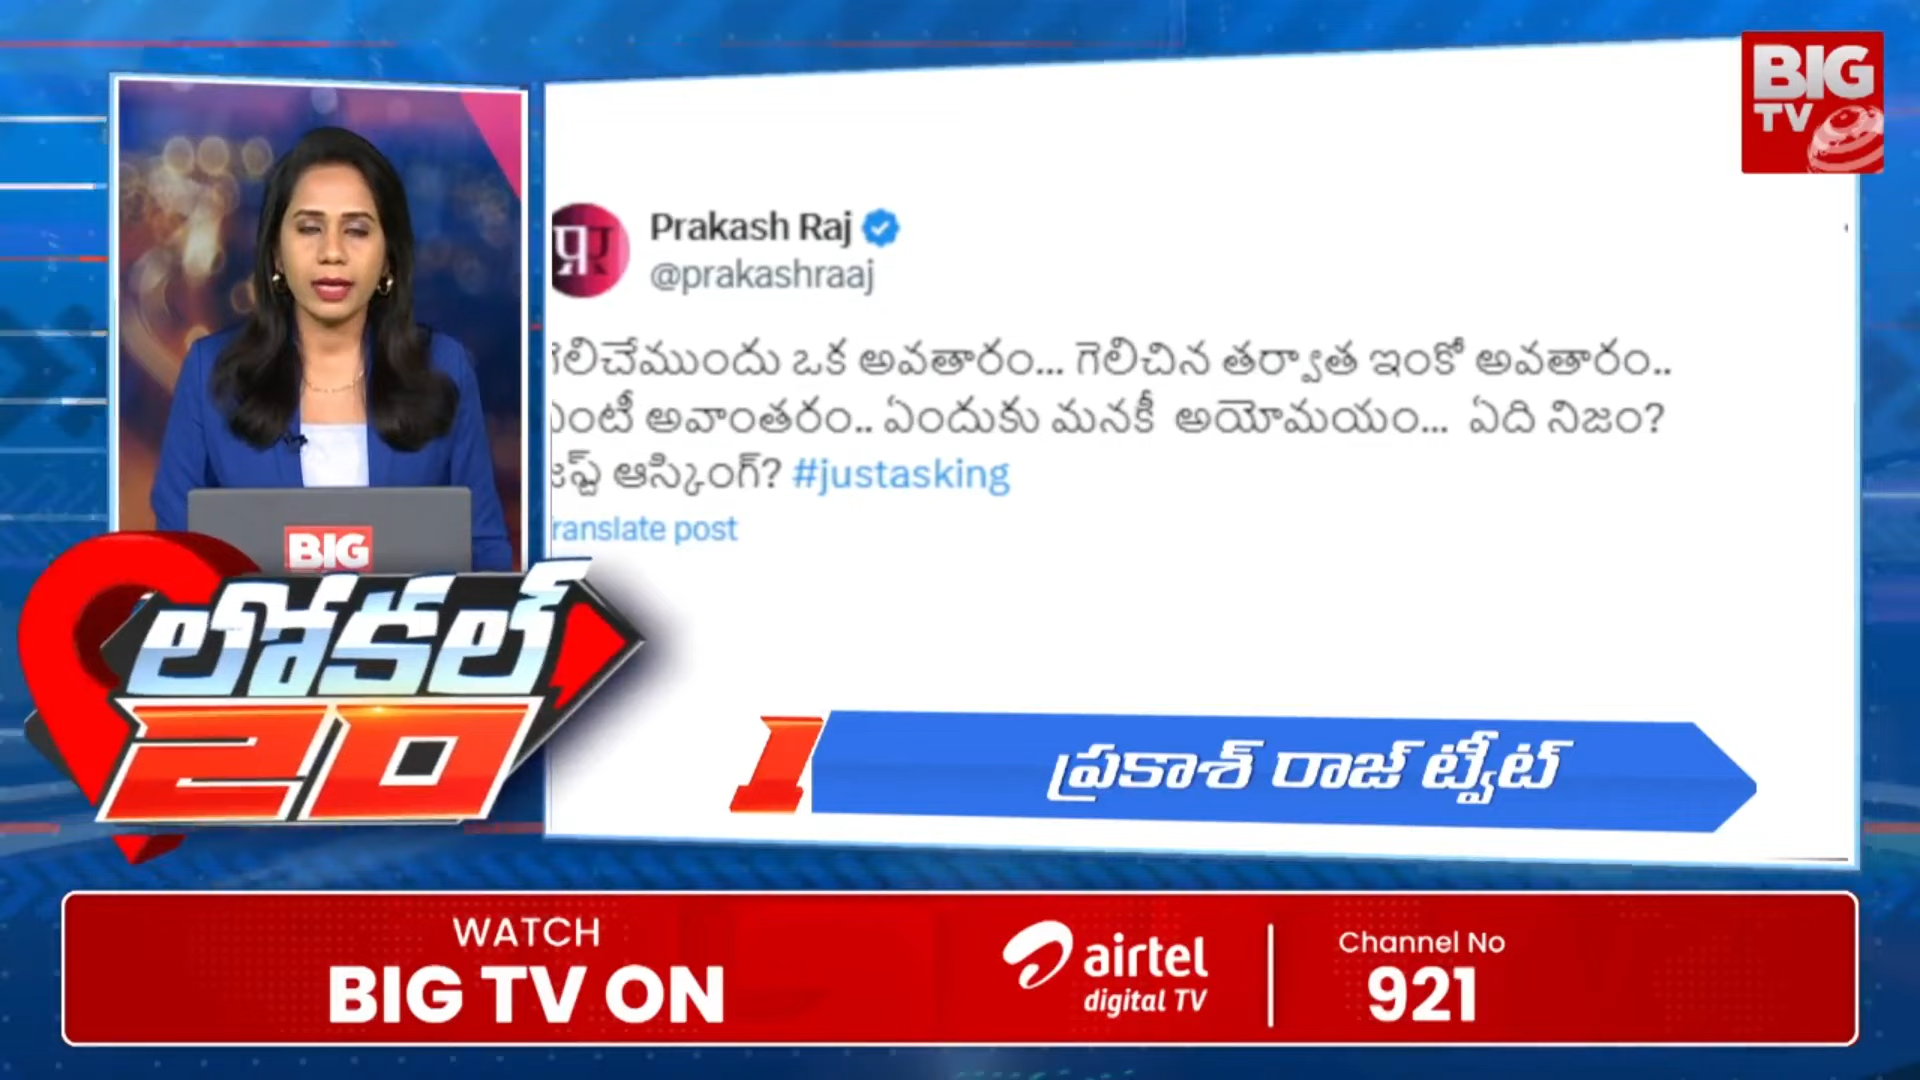 BIG
TV
Prakash Raj
@prakashraaj
గెలిచేముందు ఒక అవతారం... గెలిచిన తర్వాత ఇంకో అవతారం..
అవాంతరం.. ఏందుకు మనకీ అయోమయం... ఏది నిజం?
జస్ట్ ఆస్కింగ్? #justasking
Translate post
BIG
లోకల్
20
1 ప్రకాశ్ రాజ్ ట్వీట్
WATCH
BIG TV ON
airtel
digital TV
Channel No
921